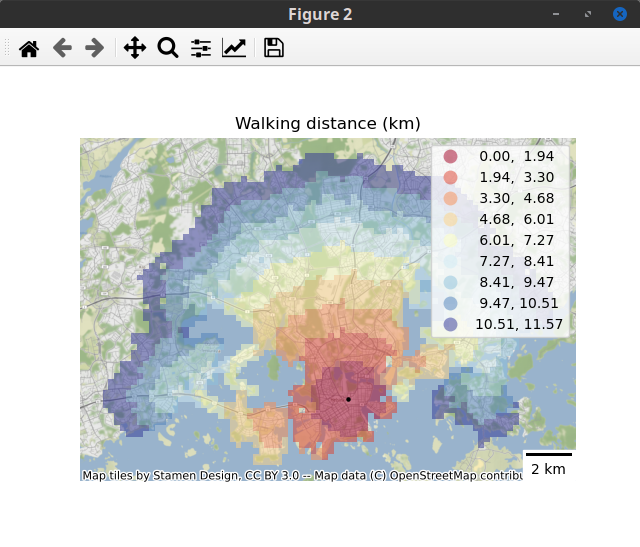 Figure 2
Walking distance (km)
0.00, 1.94
1.94, 3.30
3.30, 4.68
4.68, 6.01
6.01, 7.27
7.27, 8.41
8.41, 9.47
9.47, 10.51
10.51, 11.57
Map tiles by Stamen Design, CC BY 3.0 -- Map data (C) OpenStreetMap contribu
2 km